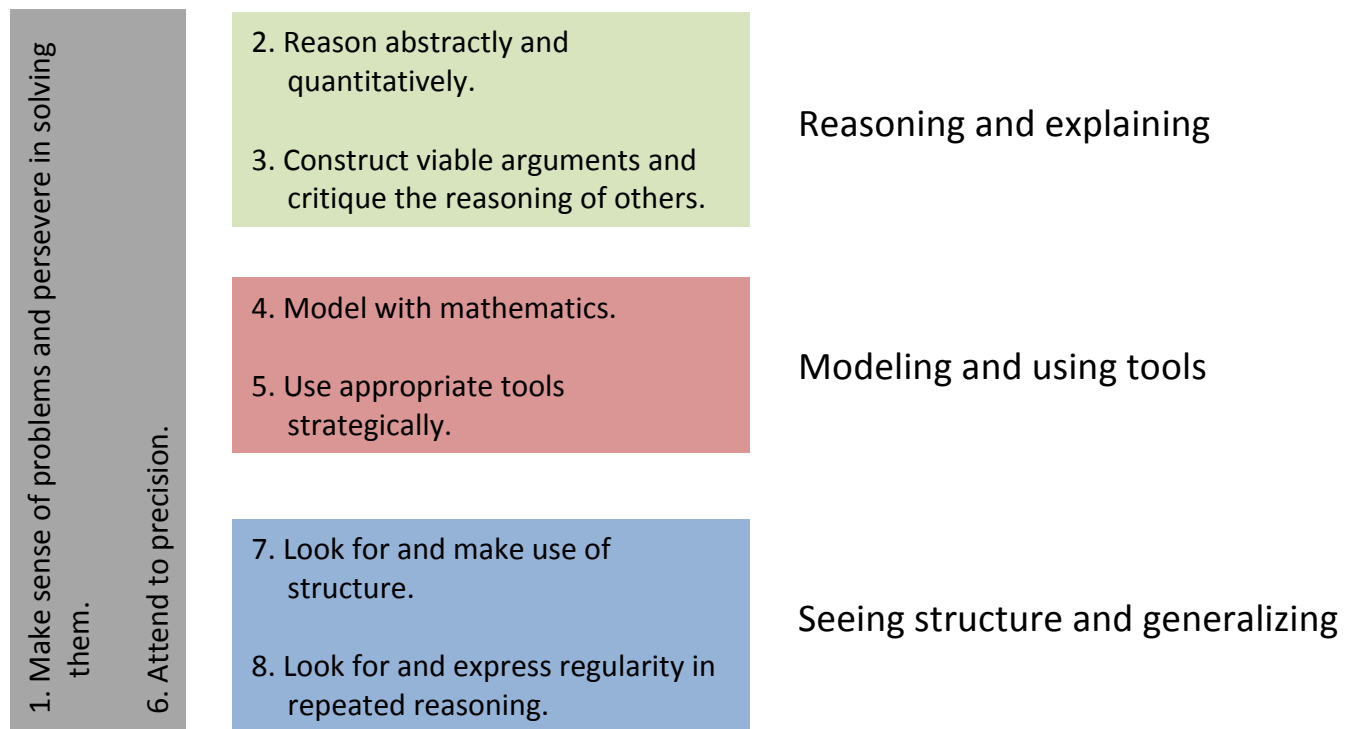 1. Make sense of problems and persevere in solving
them.
6. Attend to precision.
2. Reason abstractly and
quantitatively.
3. Construct viable arguments and
critique the reasoning of others.
Reasoning and explaining
4. Model with mathematics.
5. Use appropriate tools
strategically.
Modeling and using tools
7. Look for and make use of
structure.
8. Look for and express regularity in
repeated reasoning.
Seeing structure and generalizing